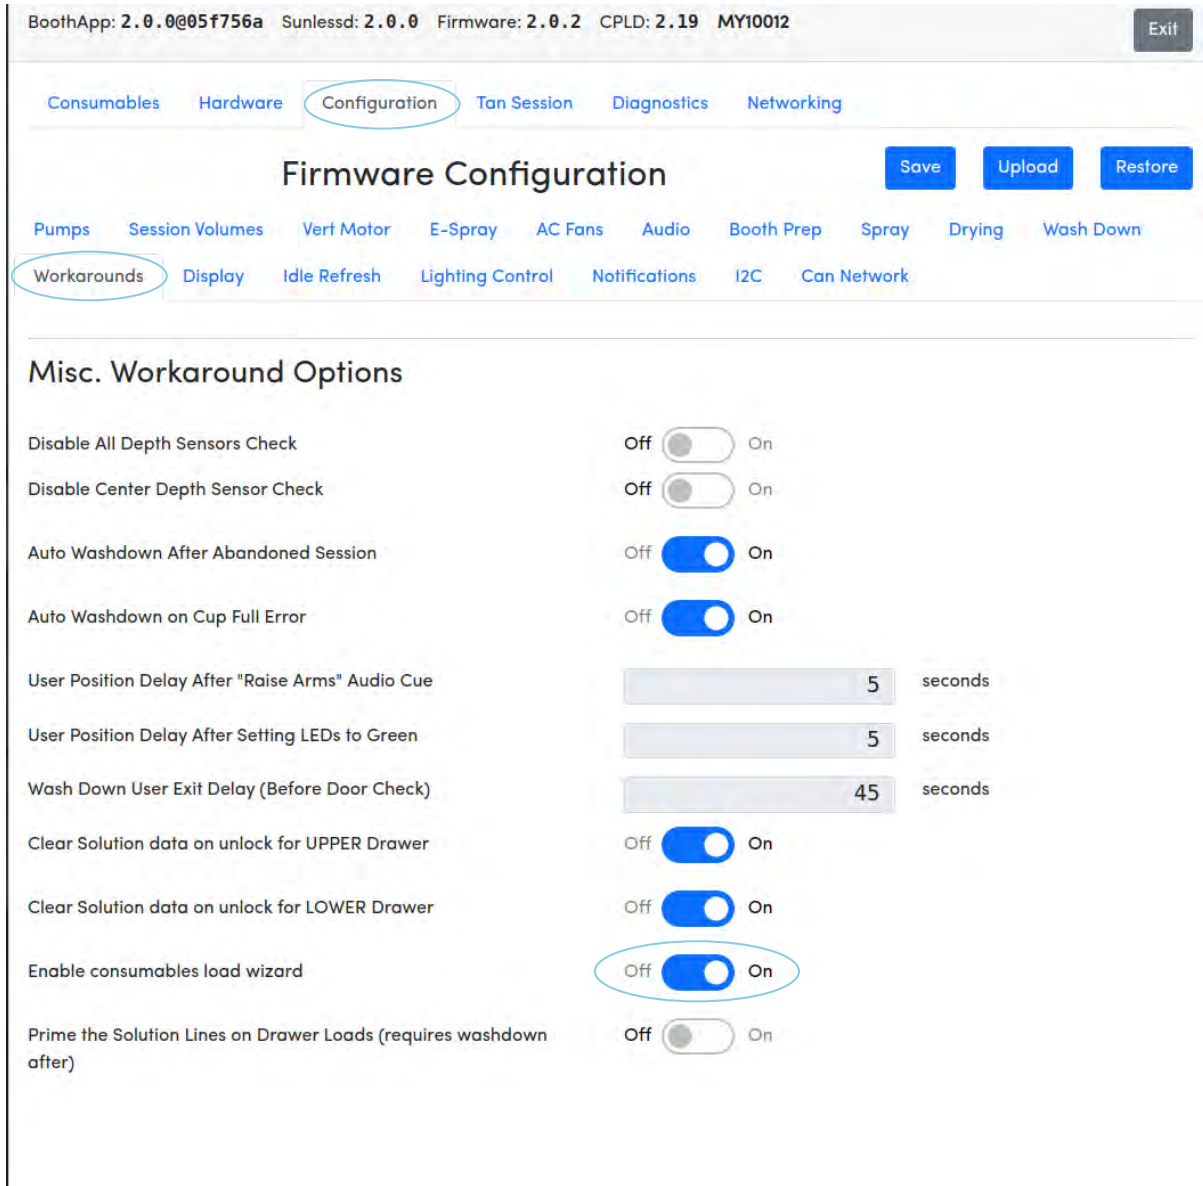 BoothApp: 2.0.0@05f756a Sunlessd: 2.0.0 Firmware: 2.0.2 CPLD: 2.19 MY10012 Exit
Consumables Hardware Configuration Tan Session Diagnostics Networking
Firmware Configuration Save Upload Restore
Pumps Session Volumes Vert Motor E-Spray AC Fans Audio Booth Prep Spray Drying Wash Down
Workarounds Display Idle Refresh Lighting Control Notifications I2C Can Network
Misc. Workaround Options
Disable All Depth Sensors Check Off On
Disable Center Depth Sensor Check Off On
Auto Washdown After Abandoned Session Off On
Auto Washdown on Cup Full Error Off On
User Position Delay After "Raise Arms" Audio Cue 5 seconds
User Position Delay After Setting LEDs to Green 5 seconds
Wash Down User Exit Delay (Before Door Check) 45 seconds
Clear Solution data on unlock for UPPER Drawer Off On
Clear Solution data on unlock for LOWER Drawer Off On
Enable consumables load wizard Off On
Prime the Solution Lines on Drawer Loads (requires washdown Off On
after)